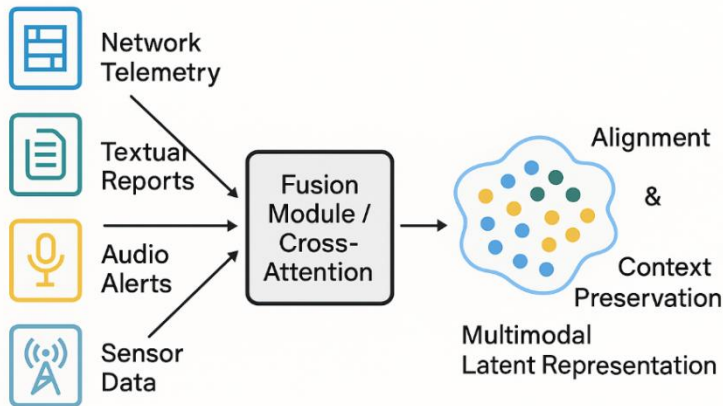 Network
Telemetry
Textual
Reports
Audio
Alerts
Sensor
Data
Fusion
Module /
Cross-
Attention
Alignment
&
Context
Preservation
Multimodal
Latent Representation